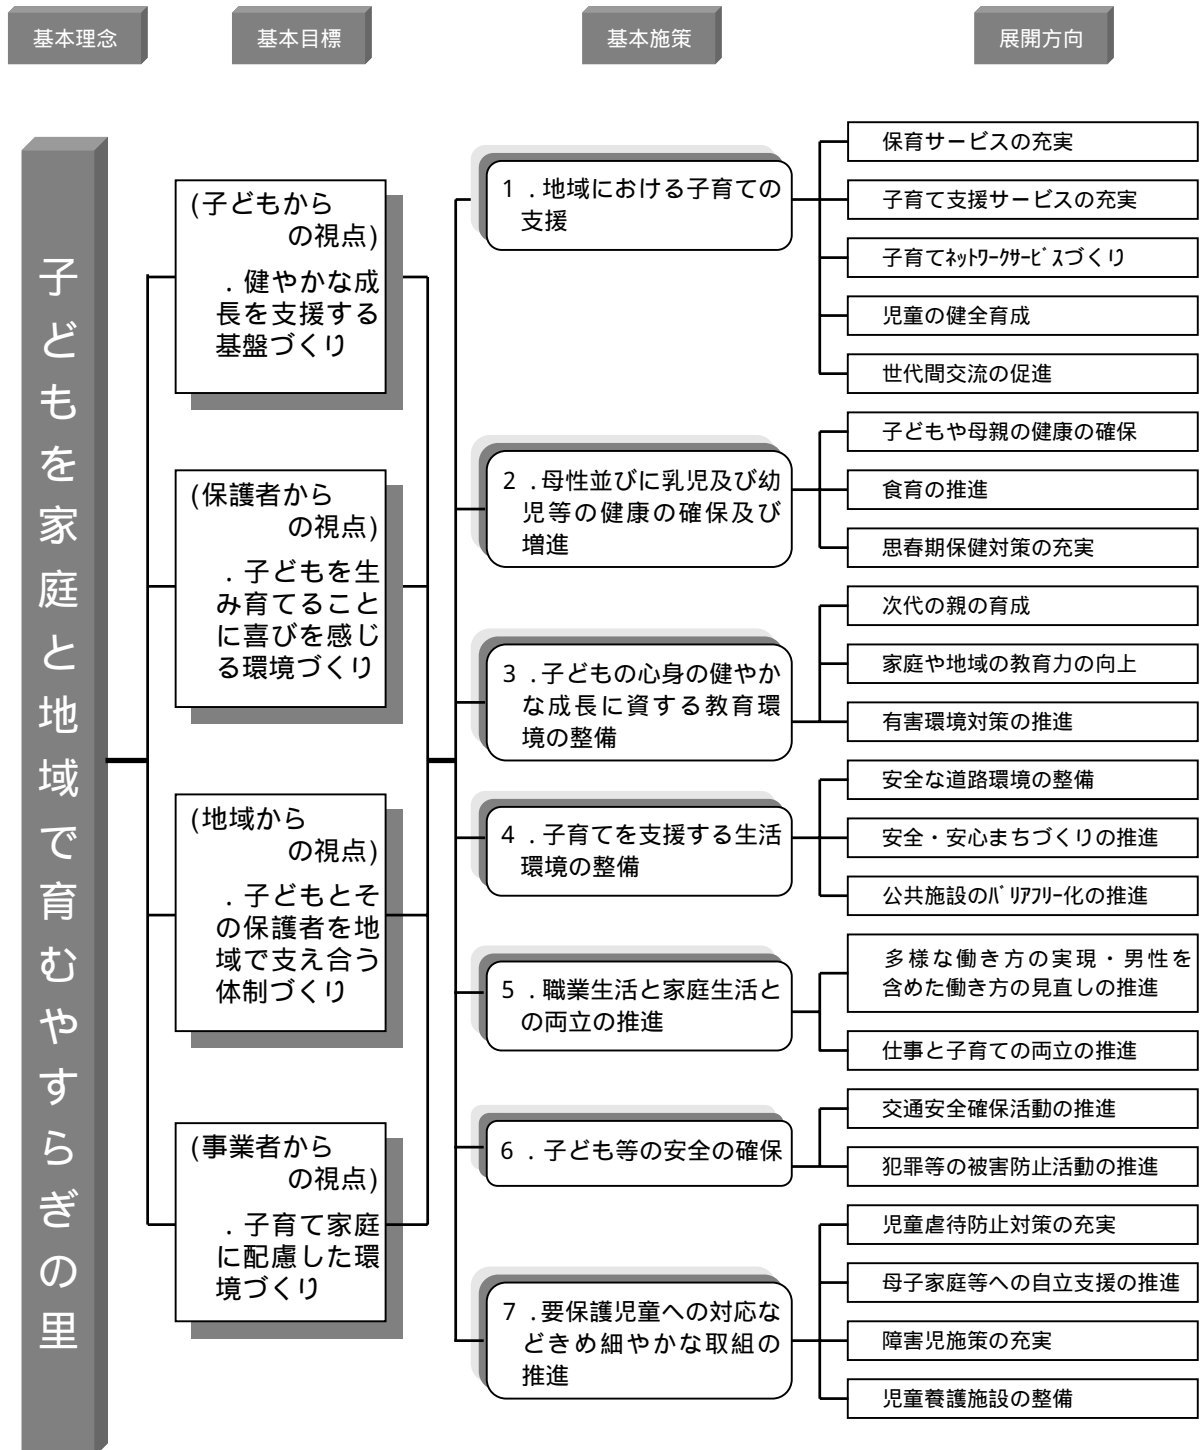 基本理念
基本目標
基本施策
展開方向
子どもを家庭と地域で育むやすらぎの里
(子どもから
の視点)
．健やかな成
長を支援する
基盤づくり
(保護者から
の視点)
．子どもを生
み育てること
に喜びを感じ
る環境づくり
(地域から
の視点)
．子どもとそ
の保護者を地
域で支え合う
体制づくり
(事業者から
の視点)
．子育て家庭
に配慮した環
境づくり
1．地域における子育ての
支援
2．母性並びに乳児及び幼
児等の健康の確保及び
増進
3．子どもの心身の健やか
な成長に資する教育環
境の整備
4．子育てを支援する生活
環境の整備
5．職業生活と家庭生活と
の両立の推進
6．子ども等の安全の確保
7．要保護児童への対応な
どきめ細やかな取組の
推進
保育サービスの充実
子育て支援サービスの充実
子育てﾈｯﾄﾜｰｸｻｰﾋﾞｽづくり
児童の健全育成
世代間交流の促進
子どもや母親の健康の確保
食育の推進
思春期保健対策の充実
次代の親の育成
家庭や地域の教育力の向上
有害環境対策の推進
安全な道路環境の整備
安全・安心まちづくりの推進
公共施設のﾊﾞﾘｱﾌﾘｰ化の推進
多様な働き方の実現・男性を
含めた働き方の見直しの推進
仕事と子育ての両立の推進
交通安全確保活動の推進
犯罪等の被害防止活動の推進
児童虐待防止対策の充実
母子家庭等への自立支援の推進
障害児施策の充実
児童養護施設の整備